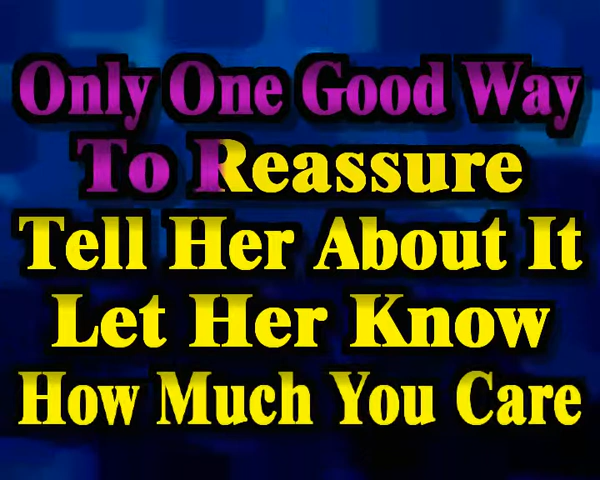 Only One Good Way
To Reassure
Tell Her About It
Let Her Know
How Much You Care